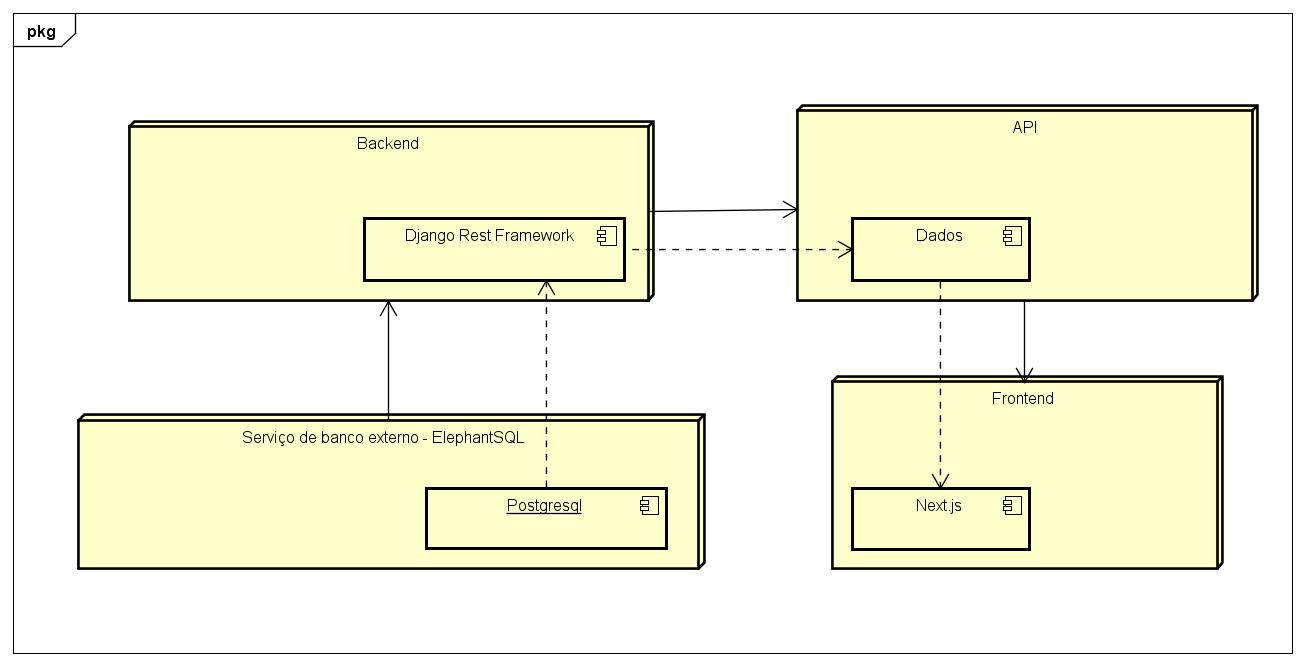 pkg
Backend
Django Rest Framework
API
Dados
Serviço de banco externo - ElephantSQL
Postgresql
Frontend
Next.js